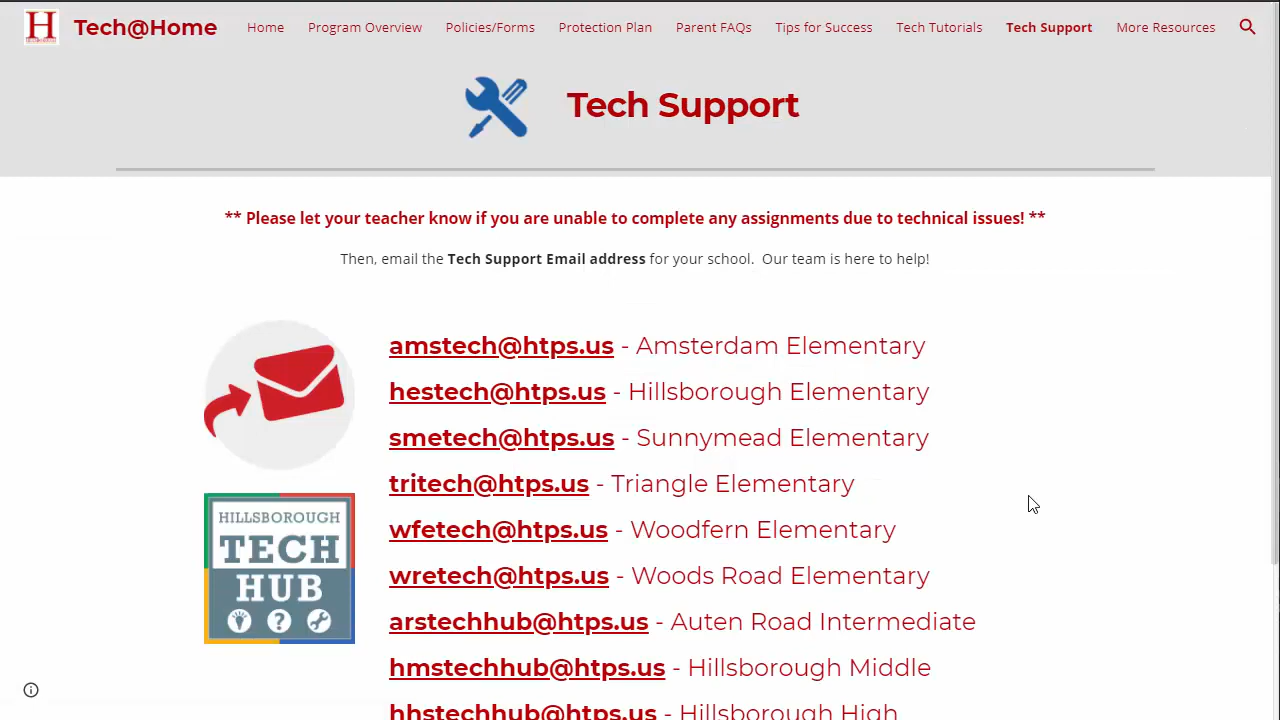 H Tech@Home Home Program Overview Policies/Forms Protection Plan Parent FAQs Tips for Success Tech Tutorials Tech Support More Resources
Tech Support
** Please let your teacher know if you are unable to complete any assignments due to technical issues! **
Then, email the Tech Support Email address for your school. Our team is here to help!
amstech@htps.us - Amsterdam Elementary
hestech@htps.us - Hillsborough Elementary
smetech@htps.us - Sunnymead Elementary
tritech@htps.us - Triangle Elementary
wfetech@htps.us - Woodfern Elementary
wretech@htps.us - Woods Road Elementary
arstechhub@htps.us - Auten Road Intermediate
hmstechhub@htps.us - Hillsborough Middle
hhstechhub@htps.us - Hillsborough High
HILLSBOROUGH
TECH
HUB